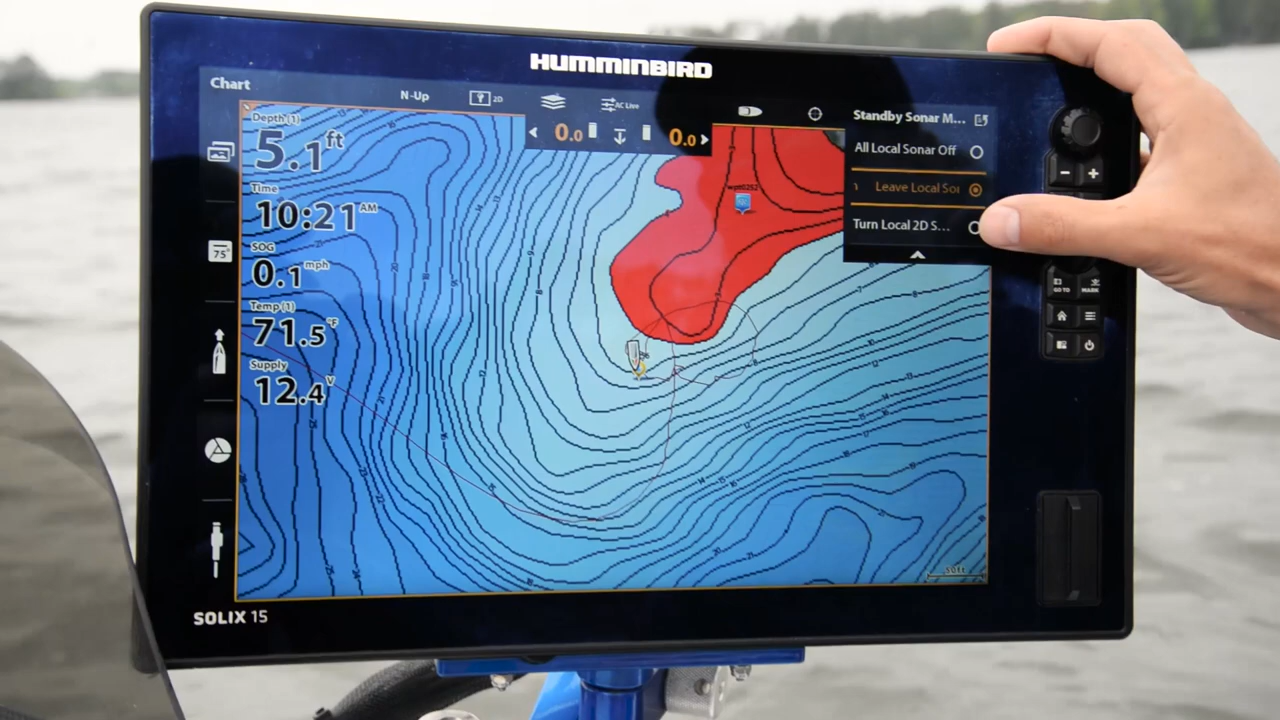 HUMMINBIRD
Chart
N-Up
2D
AC Live
Standby Sonar M...
Depth(1)
5.1 ft
0.0
0.0
All Local Sonar Off
Time
10:21 AM
Leave Local Sor
wpt0252
Turn Local 2D S...
SOG
0.1 mph
75°
Temp(1)
71.5 °F
Supply
12.4 V
GO TO
MARK
50ft
SOLIX 15